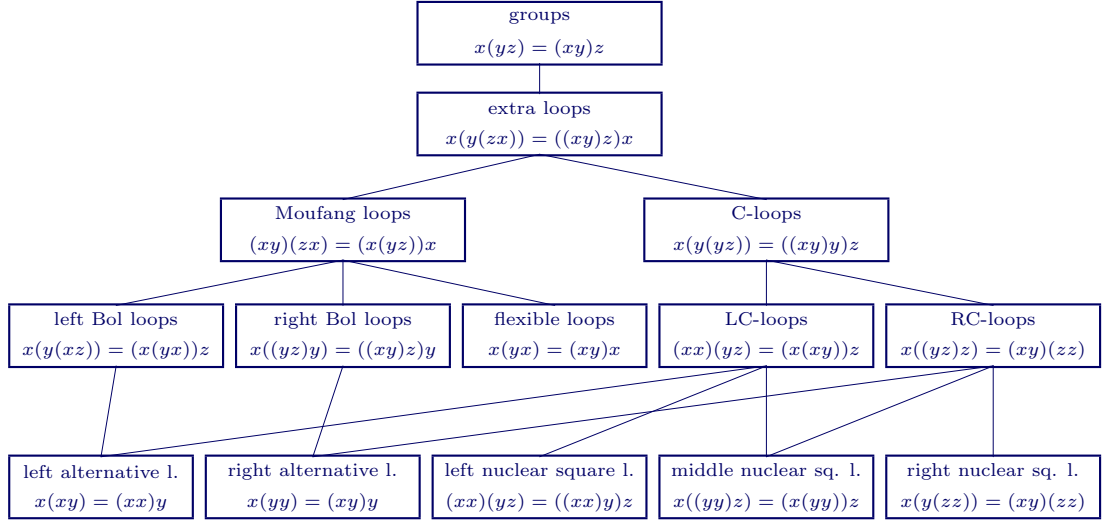 groups
x(yz) = (xy)z
extra loops
x(y(zx)) = ((xy)z)x
Moufang loops
(xy)(zx) = (x(yz))x
C-loops
x(y(yz)) = ((xy)y)z
left Bol loops
x(y(xz)) = (x(yx))z
right Bol loops
x((yz)y) = ((xy)z)y
flexible loops
x(yx) = (xy)x
LC-loops
(xx)(yz) = (x(xy))z
RC-loops
x((yz)z) = (xy)(zz)
left alternative l.
x(xy) = (xx)y
right alternative l.
x(yy) = (xy)y
left nuclear square l.
(xx)(yz) = ((xx)y)z
middle nuclear sq. l.
x((yy)z) = (x(yy))z
right nuclear sq. l.
x(y(zz)) = (xy)(zz)